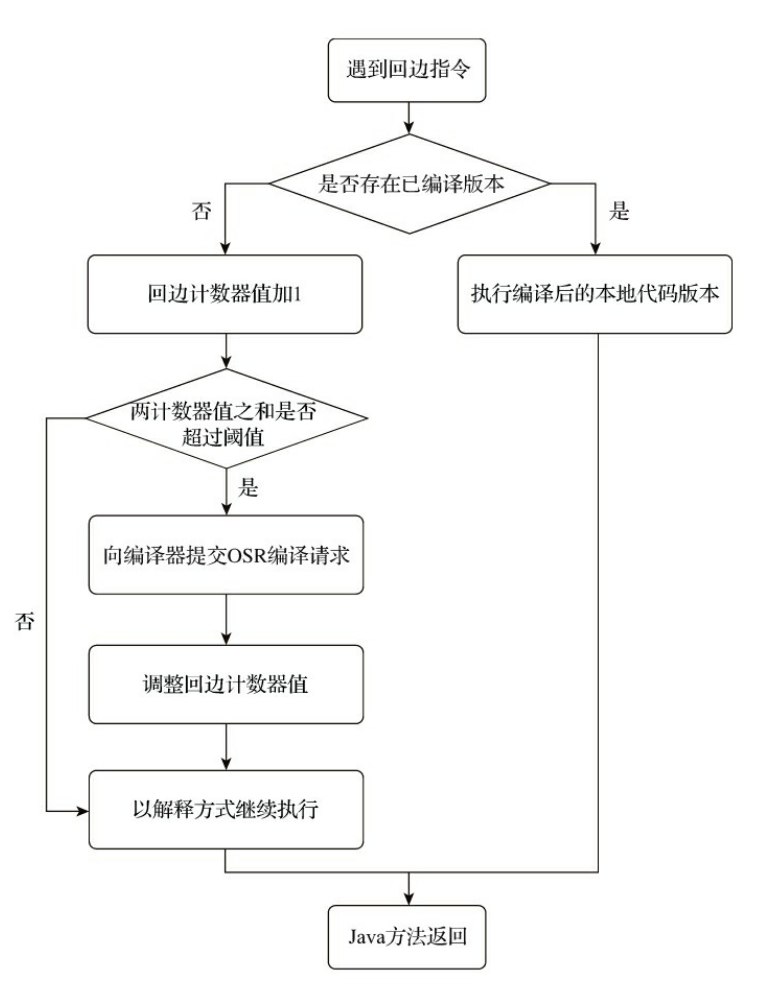 遇到回边指令
是否存在已编译版本
否
是
回边计数器值加1
执行编译后的本地代码版本
两计数器值之和是否
超过阈值
是
向编译器提交OSR编译请求
否
调整回边计数器值
以解释方式继续执行
Java方法返回